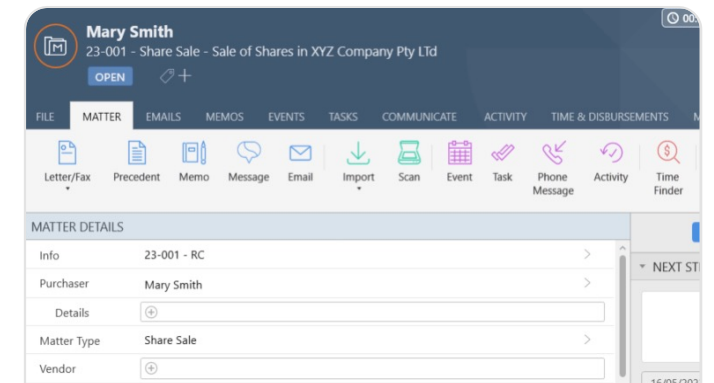 Mary Smith
00:
23-001 - Share Sale - Sale of Shares in XYZ Company Pty LTd
OPEN
FILE MATTER EMAILS MEMOS EVENTS TASKS COMMUNICATE ACTIVITY TIME & DISBURSEMENTS
Letter/Fax Precedent Memo Message Email Import Scan Event Task Phone Message Activity Time Finder
MATTER DETAILS
Info 23-001 - RC
NEXT ST
Purchaser Mary Smith
Details
Matter Type Share Sale
Vendor